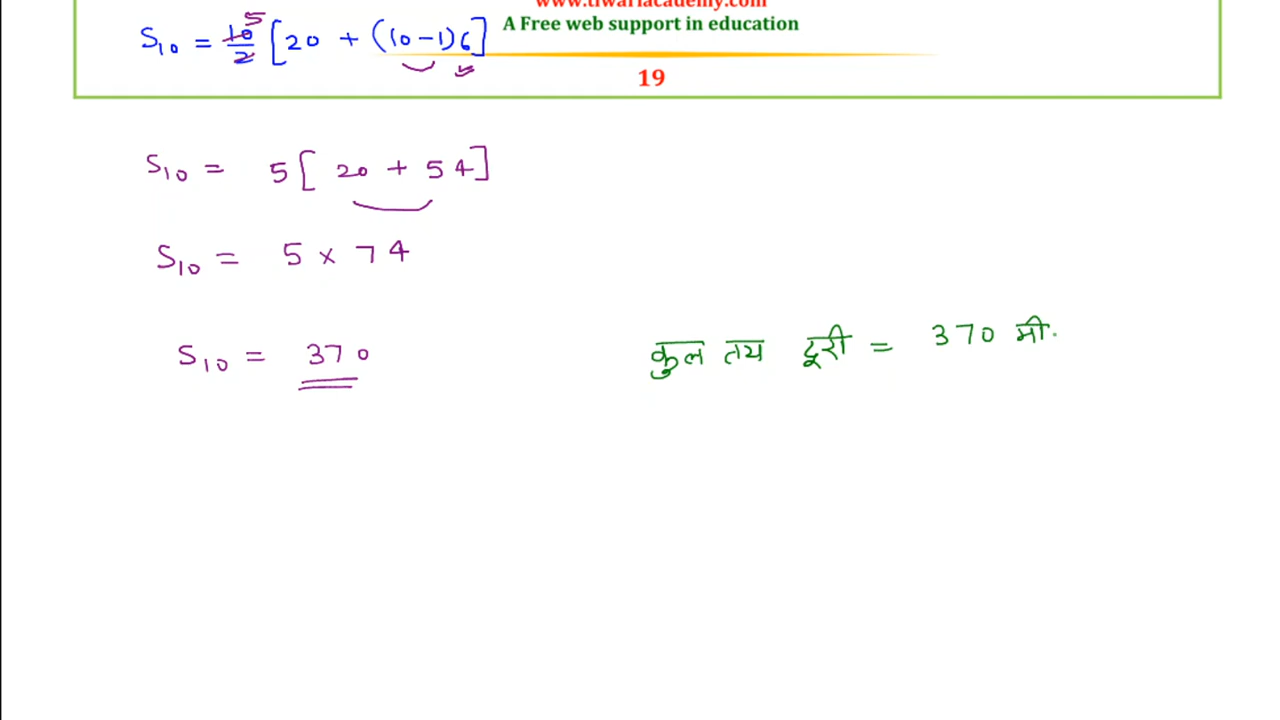 www.tiwariacademy.com
A Free web support in education
S₁₀ = 10/2 5 [20 + (10-1)6]
19
S₁₀ = 5[ 20 + 54]
S₁₀ = 5 × 74
S₁₀ = 370
कुल तय दूरी = 370 मी.